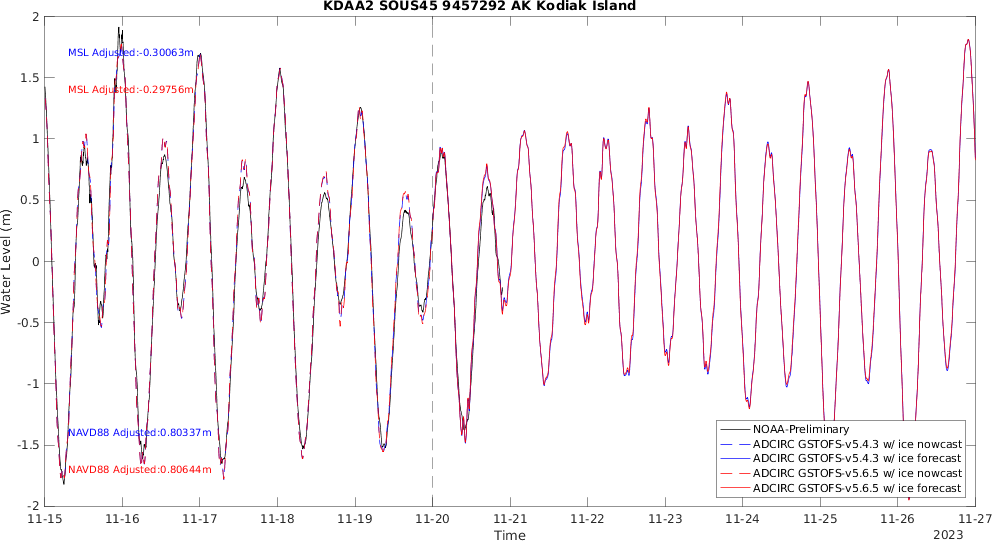 KDAA2 SOUS45 9457292 AK Kodiak Island
2
1.5
1
0.5
0
-0.5
-1
-1.5
-2
Water Level (m)
MSL Adjusted:-0.30063m
MSL Adjusted:-0.29756m
NAVD88 Adjusted:0.80337m
NAVD88 Adjusted:0.80644m
NOAA-Preliminary
ADCIRC GSTOFS-v5.4.3 w/ ice nowcast
ADCIRC GSTOFS-v5.4.3 w/ ice forecast
ADCIRC GSTOFS-v5.6.5 w/ ice nowcast
ADCIRC GSTOFS-v5.6.5 w/ ice forecast
11-15 11-16 11-17 11-18 11-19 11-20 11-21 11-22 11-23 11-24 11-25 11-26 11-27
Time
2023